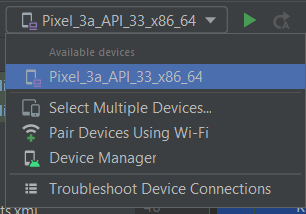 Pixel_3a_API_33_x86_64
Available devices
Pixel_3a_API_33_x86_64
Select Multiple Devices...
Pair Devices Using Wi-Fi
Device Manager
Troubleshoot Device Connections